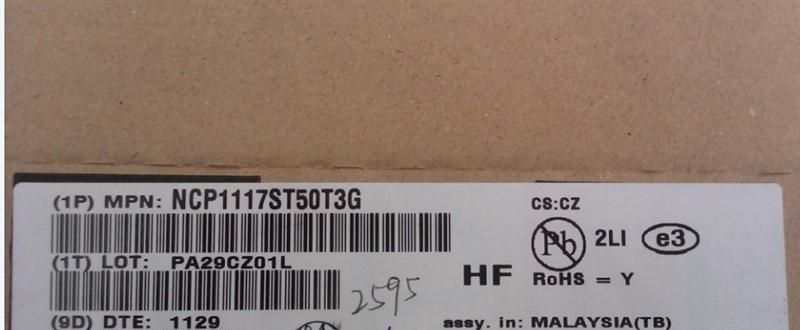 (1P) MPN: NCP1117ST50T3G
CS:CZ
Pb 2LI e3
(1T) LOT: PA29CZ01L
HF RoHS = Y
2595
(9D) DTE: 1129
assy. in: MALAYSIA(TB)